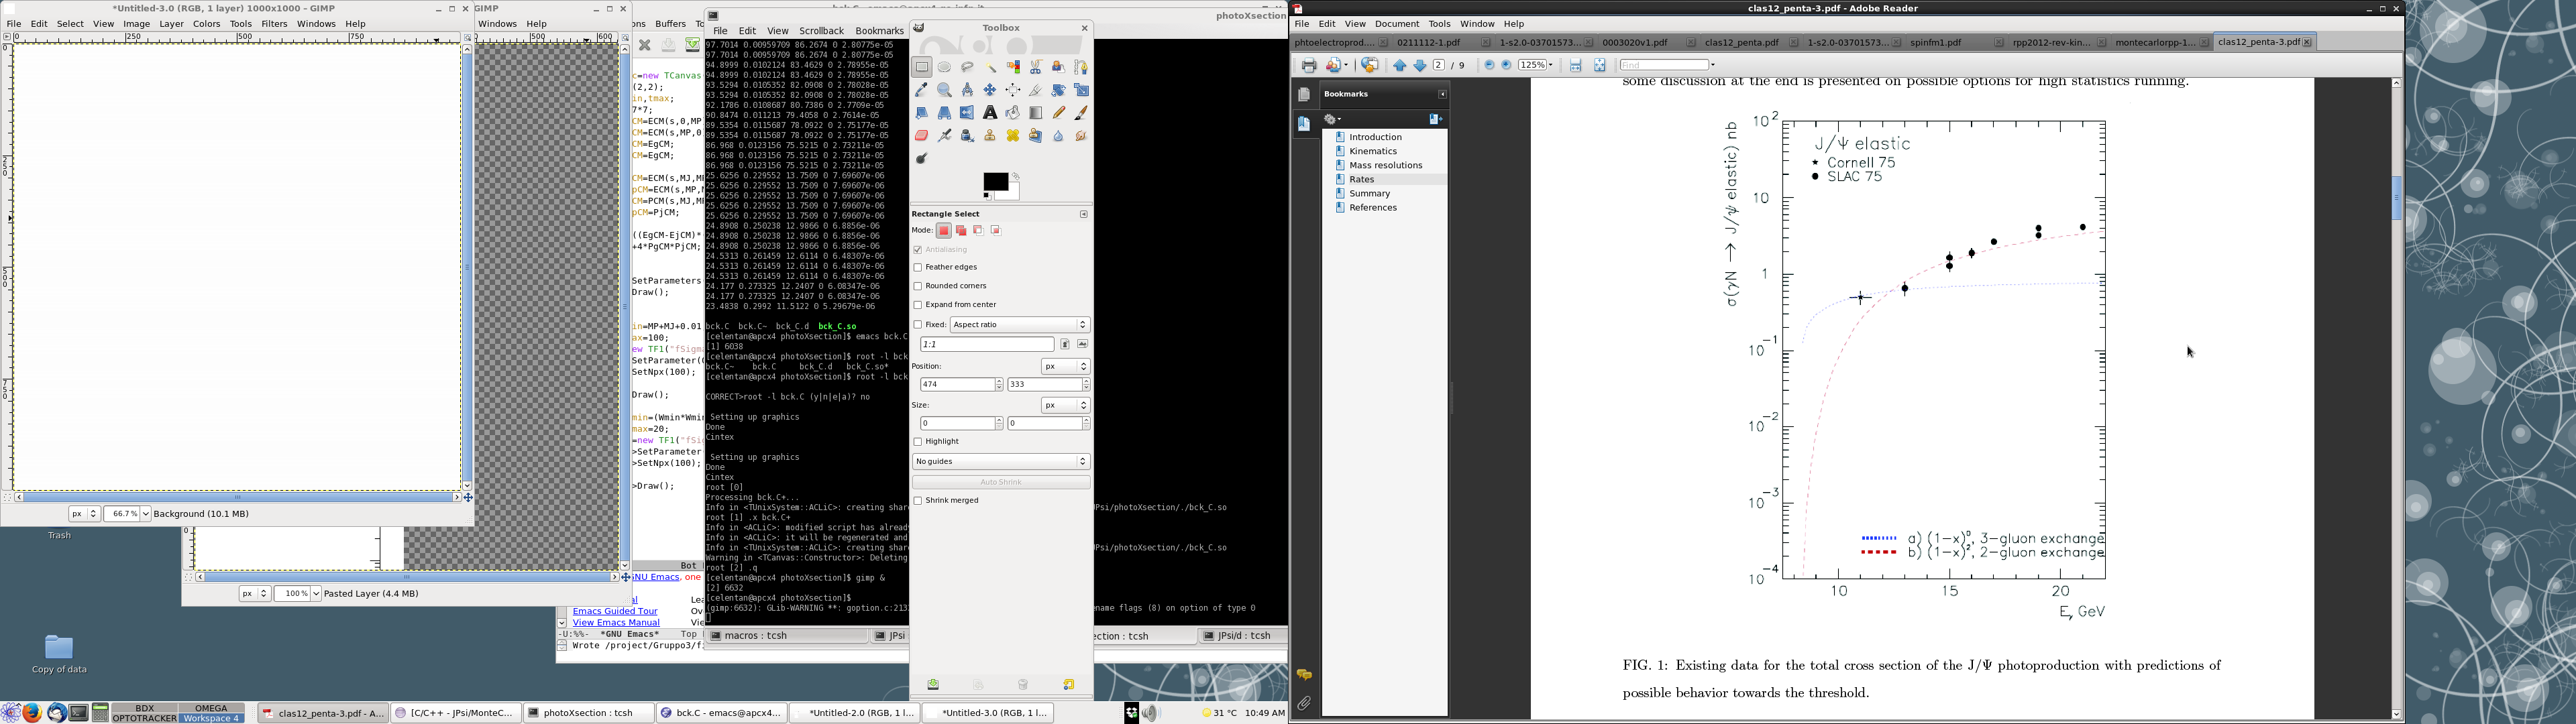 *Untitled-3.0 (RGB, 1 layer) 1000x1000 – GIMP
File Edit Select View Image Layer Colors Tools Filters Windows Help
0 250 500 750
px 66.7% Background (10.1 MB)
GIMP
Windows Help
500 600
px 100% Pasted Layer (4.4 MB)
Trash
Copy of data
ons Buffers To
c=new TCanvas
(2,2);
in,tmax;
7*7;
CM=ECM(s,0,MP
CM=ECM(s,MP,0
CM=EgCM;
CM=EgCM;
CM=ECM(s,MJ,MP
pCM=ECM(s,MP,M
CM=PCM(s,MJ,MP
pCM=PjCM;
((EgCM-EjCM)*
+4*PgCM*PjCM;
SetParameters
Draw();
in=MP+MJ+0.01
ax=100;
ew TF1("fSigm
SetParameter(
SetNpx(100);
Draw();
min=(Wmin*Wmin
max=20;
=new TF1("fSig
>SetParameter
>SetNpx(100);
>Draw();
Bot
GNU Emacs, one
Lea
Emacs Guided Tour Ove
View Emacs Manual Vie
-U:%%- *GNU Emacs* Top
Wrote /project/Gruppo3/f
bck.C - emacs@apcx4.ge.infn.it
photoXsection
File Edit View Scrollback Bookmarks
97.7014 0.00959709 86.2674 0 2.80775e-05
97.7014 0.00959709 86.2674 0 2.80775e-05
94.8999 0.0102124 83.4629 0 2.78955e-05
94.8999 0.0102124 83.4629 0 2.78955e-05
93.5294 0.0105352 82.0908 0 2.78028e-05
93.5294 0.0105352 82.0908 0 2.78028e-05
92.1786 0.0108687 80.7386 0 2.7709e-05
90.8474 0.011213 79.4058 0 2.7614e-05
89.5354 0.0115687 78.0922 0 2.75177e-05
89.5354 0.0115687 78.0922 0 2.75177e-05
86.968 0.0123156 75.5215 0 2.73211e-05
86.968 0.0123156 75.5215 0 2.73211e-05
86.968 0.0123156 75.5215 0 2.73211e-05
25.6256 0.229552 13.7509 0 7.69607e-06
25.6256 0.229552 13.7509 0 7.69607e-06
25.6256 0.229552 13.7509 0 7.69607e-06
25.6256 0.229552 13.7509 0 7.69607e-06
25.6256 0.229552 13.7509 0 7.69607e-06
24.8908 0.250238 12.9866 0 6.8856e-06
24.8908 0.250238 12.9866 0 6.8856e-06
24.8908 0.250238 12.9866 0 6.8856e-06
24.5313 0.261459 12.6114 0 6.48307e-06
24.5313 0.261459 12.6114 0 6.48307e-06
24.5313 0.261459 12.6114 0 6.48307e-06
24.177 0.273325 12.2407 0 6.08347e-06
24.177 0.273325 12.2407 0 6.08347e-06
23.4838 0.2992 11.5122 0 5.29679e-06
bck.C bck.C~ bck_C.d bck_C.so
[celentan@apcx4 photoXsection]$ emacs bck.C
[1] 6038
[celentan@apcx4 photoXsection]$ root -l bck
bck.C~ bck.C bck_C.d bck_C.so*
[celentan@apcx4 photoXsection]$ root -l bck
CORRECT>root -l bck.C (y|n|e|a)? no
Setting up graphics
Done
Cintex
Setting up graphics
Done
Cintex
root [0]
Processing bck.C+...
Info in <TUnixSystem::ACLiC>: creating shar Psi/photoXsection/./bck_C.so
root [1] .x bck.C+
Info in <ACLiC>: modified script has alread
Info in <ACLiC>: it will be regenerated and
Info in <TUnixSystem::ACLiC>: creating shar Psi/photoXsection/./bck_C.so
Warning in <TCanvas::Constructor>: Deleting
root [2] .q
[celentan@apcx4 photoXsection]$ gimp &
[2] 6632
[celentan@apcx4 photoXsection]$
(gimp:6632): GLib-WARNING **: goption.c:213 ename flags (8) on option of type 0
macros : tcsh JPsi ection : tcsh JPsi/d : tcsh
Toolbox
Rectangle Select
Mode:
Antialiasing
Feather edges
Rounded corners
Expand from center
Fixed: Aspect ratio
1:1
Position: px
474 333
Size: px
0 0
Highlight
No guides
Auto Shrink
Shrink merged
clas12_penta-3.pdf - Adobe Reader
File Edit View Document Tools Window Help
phtoelectroprod.... 0211112-1.pdf 1-s2.0-03701573... 0003020v1.pdf clas12_penta.pdf 1-s2.0-03701573... spinfm1.pdf rpp2012-rev-kin... montecarlorpp-1... clas12_penta-3.pdf
2 / 9 125% Find
Bookmarks
Introduction
Kinematics
Mass resolutions
Rates
Summary
References
some discussion at the end is presented on possible options for high statistics running.
σ(γN → J/ψ elastic) nb
J/Ψ elastic
★ Cornell 75
● SLAC 75
10²
10
1
10⁻¹
10⁻²
10⁻³
10⁻⁴
a) (1-x)⁰, 3-gluon exchange
b) (1-x)², 2-gluon exchange
10 15 20
Eγ GeV
FIG. 1: Existing data for the total cross section of the J/Ψ photoproduction with predictions of
possible behavior towards the threshold.
BDX OMEGA
OPTOTRACKER Workspace 4
clas12_penta-3.pdf - A... [C/C++ - JPsi/MonteC... photoXsection : tcsh bck.C - emacs@apcx4... *Untitled-2.0 (RGB, 1 l... *Untitled-3.0 (RGB, 1 l...
31 °C 10:49 AM